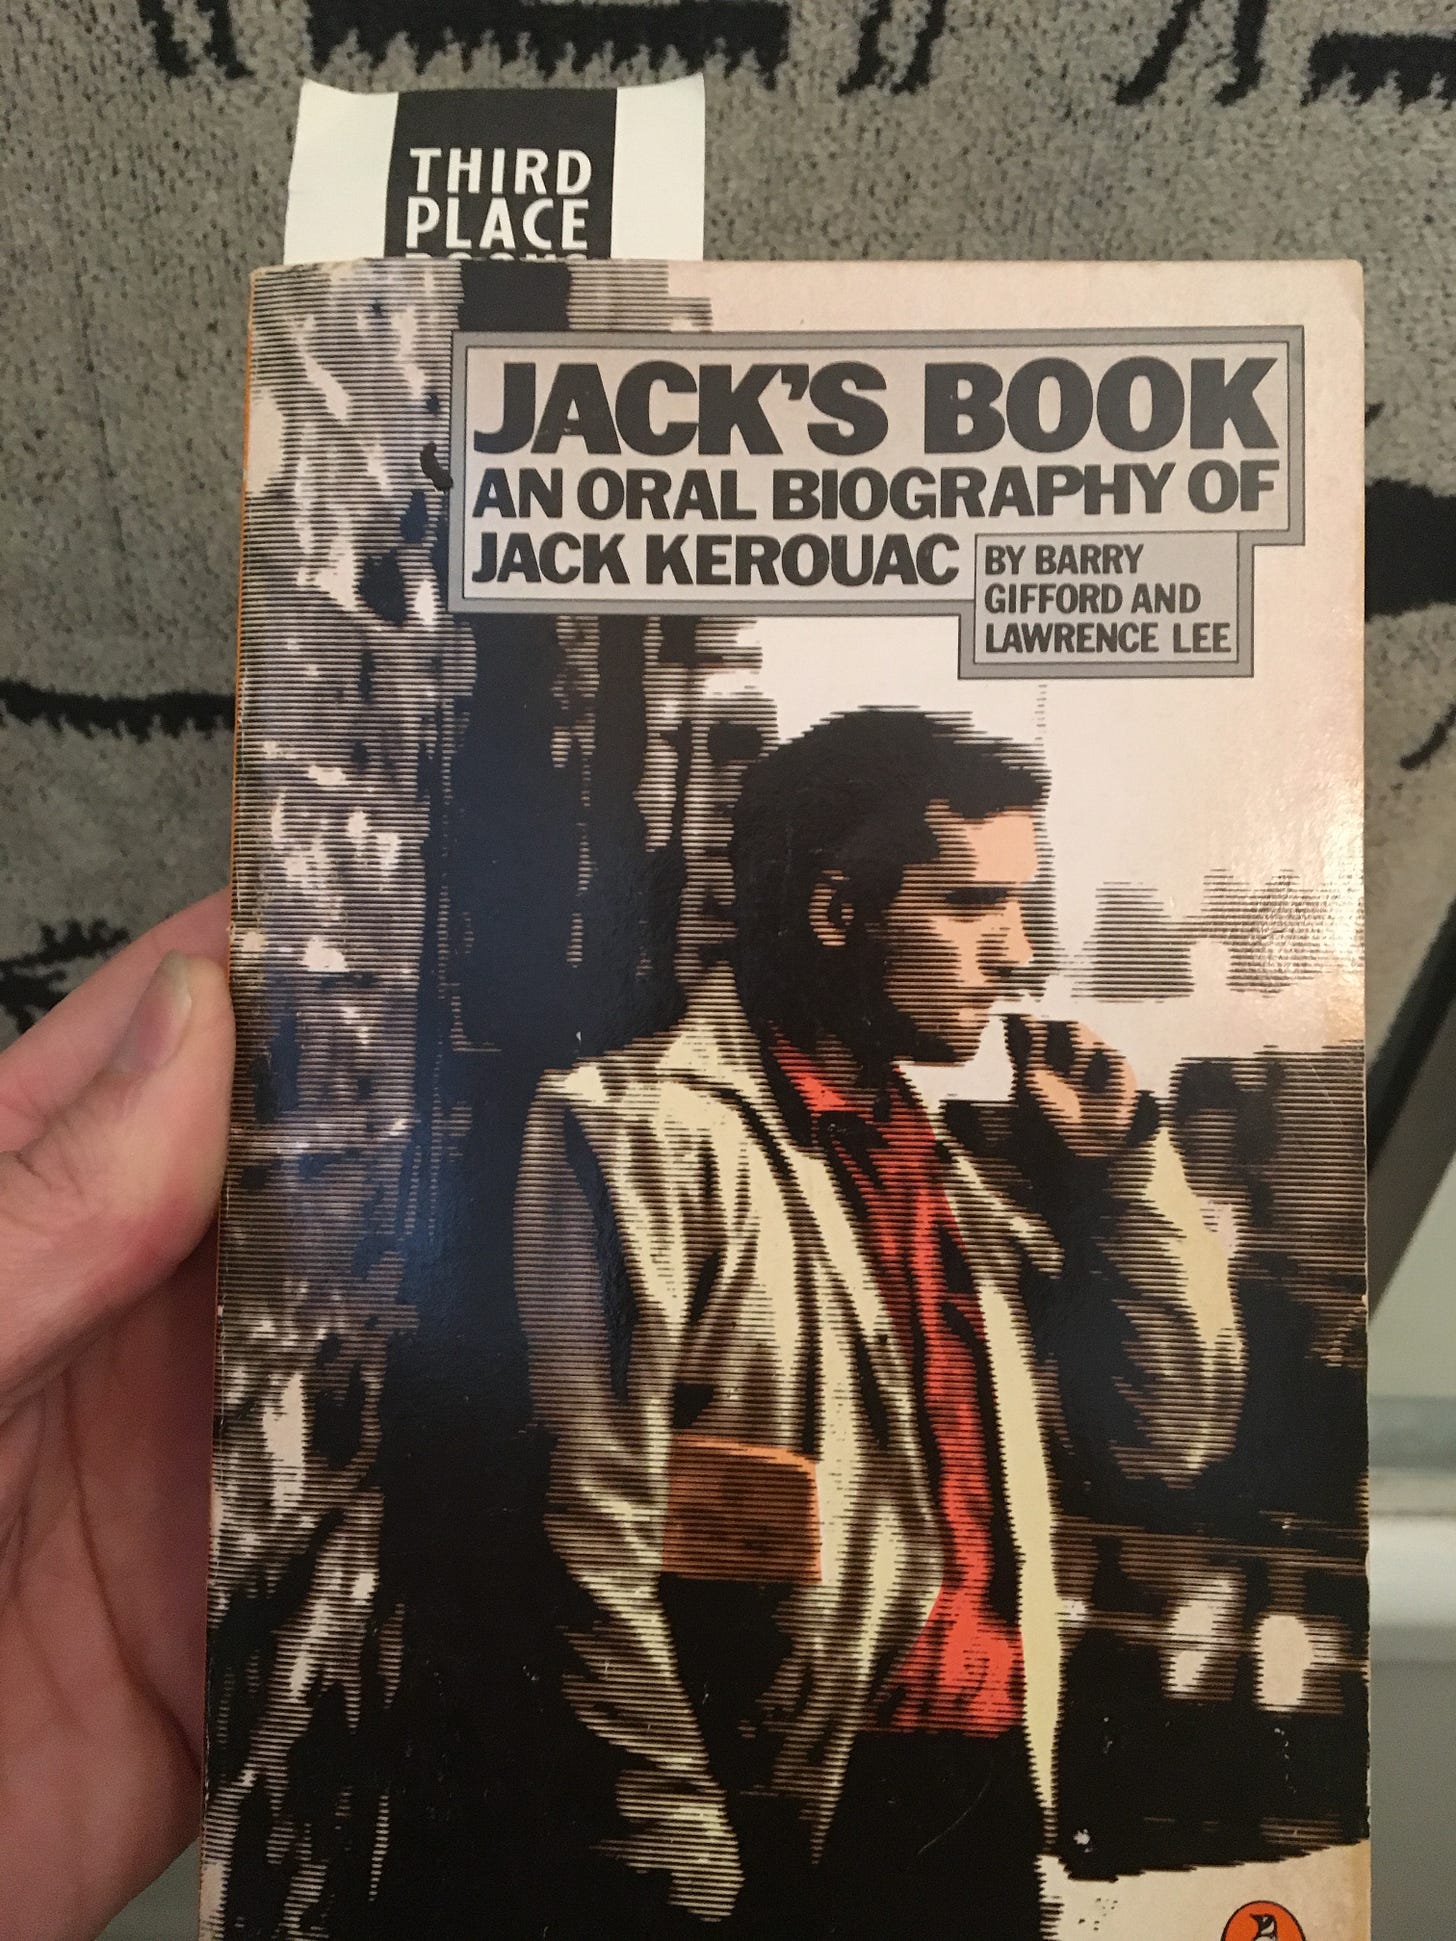 THIRD
PLACE
JACK'S BOOK
AN ORAL BIOGRAPHY OF
JACK KEROUAC
BY BARRY
GIFFORD AND
LAWRENCE LEE